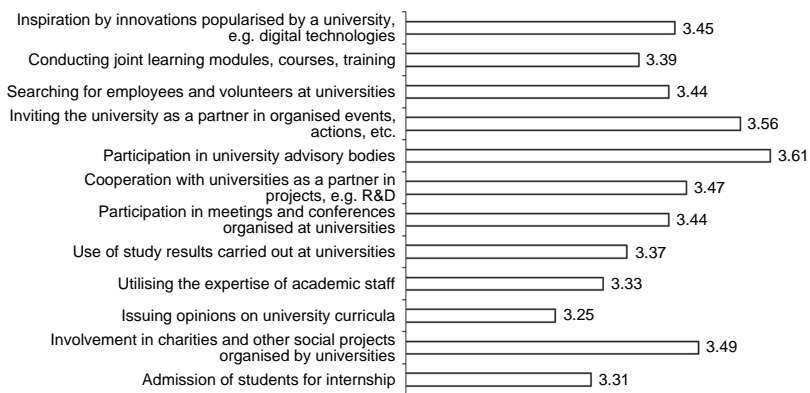 Inspiration by innovations popularised by a university,
e.g. digital technologies
3.45
Conducting joint learning modules, courses, training
3.39
Searching for employees and volunteers at universities
3.44
Inviting the university as a partner in organised events,
actions, etc.
3.56
Participation in university advisory bodies
3.61
Cooperation with universities as a partner in
projects, e.g. R&D
3.47
Participation in meetings and conferences
organised at universities
3.44
Use of study results carried out at universities
3.37
Utilising the expertise of academic staff
3.33
Issuing opinions on university curricula
3.25
Involvement in charities and other social projects
organised by universities
3.49
Admission of students for internship
3.31